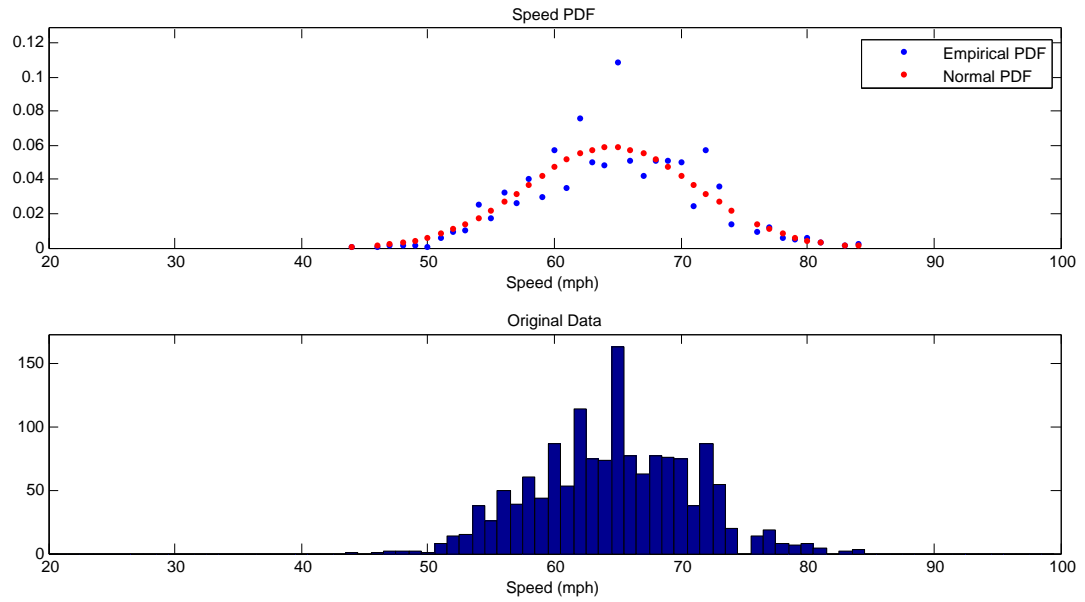 Speed PDF
0.12
0.1
0.08
0.06
0.04
0.02
0
Empirical PDF
Normal PDF
20 30 40 50 60 70 80 90 100
Speed (mph)
Original Data
150
100
50
0
20 30 40 50 60 70 80 90 100
Speed (mph)